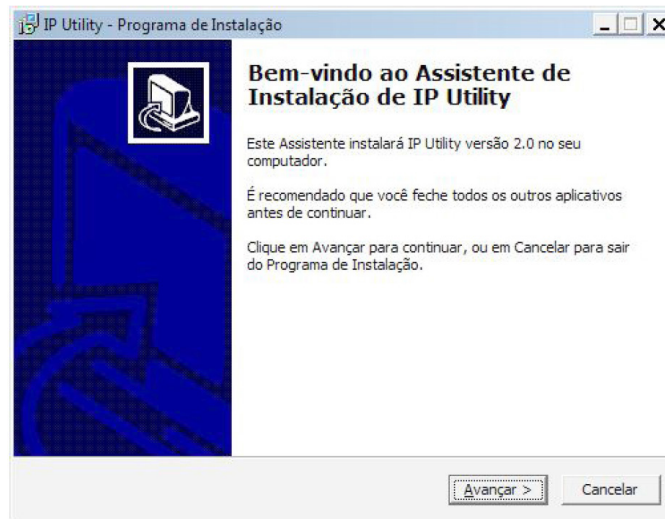 IP Utility - Programa de Instalação
Bem-vindo ao Assistente de
Instalação de IP Utility
Este Assistente instalará IP Utility versão 2.0 no seu
computador.
É recomendado que você feche todos os outros aplicativos
antes de continuar.
Clique em Avançar para continuar, ou em Cancelar para sair
do Programa de Instalação.
Avançar > Cancelar